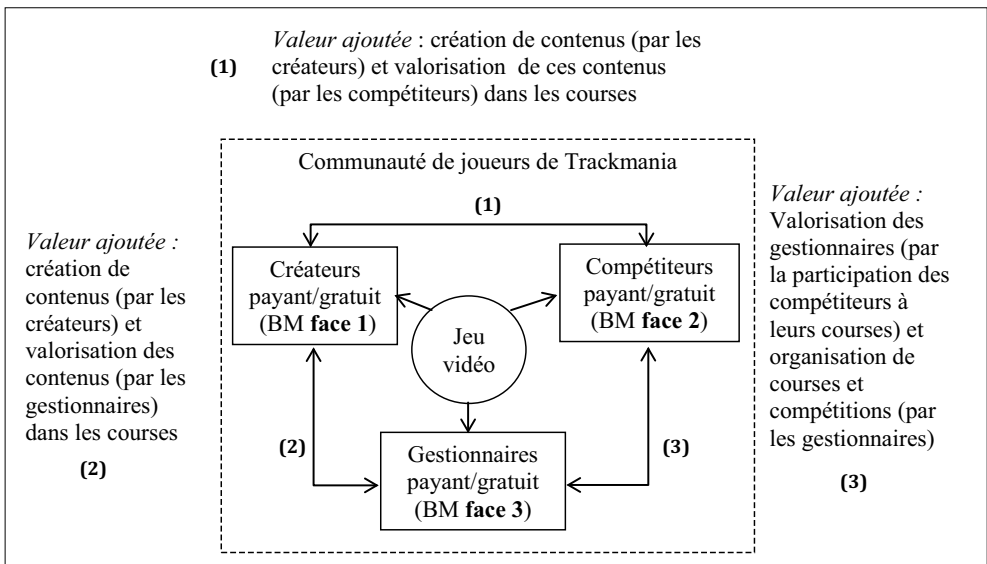 Valeur ajoutée : création de contenus (par les
(1) créateurs) et valorisation de ces contenus
(par les compétiteurs) dans les courses
Communauté de joueurs de Trackmania
(1)
Valeur ajoutée :
création de
contenus (par les
créateurs) et
valorisation des
contenus (par les
gestionnaires)
dans les courses
(2)
Créateurs
payant/gratuit
(BM face 1)
Compétiteurs
payant/gratuit
(BM face 2)
Jeu
vidéo
(2)
(3)
Gestionnaires
payant/gratuit
(BM face 3)
Valeur ajoutée :
Valorisation des
gestionnaires (par
la participation des
compétiteurs à
leurs courses) et
organisation de
courses et
compétitions (par
les gestionnaires)
(3)